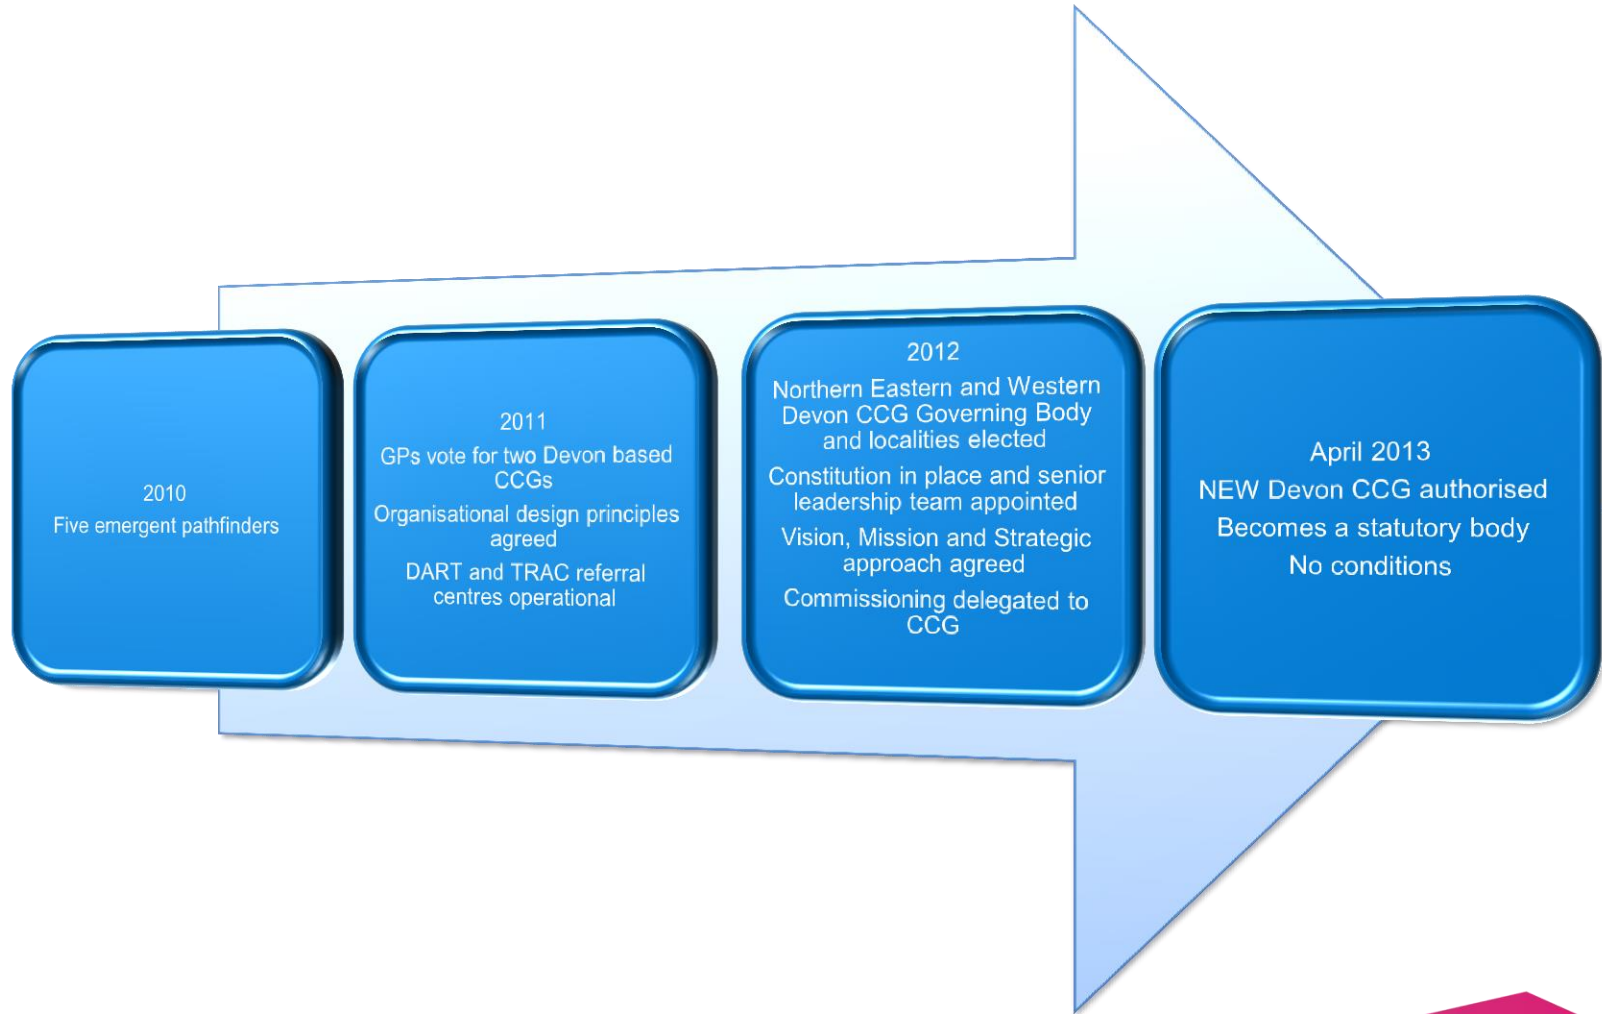 2010
Five emergent pathfinders
2011
GPs vote for two Devon based
CCGs
Organisational design principles
agreed
DART and TRAC referral
centres operational
2012
Northern Eastern and Western
Devon CCG Governing Body
and localities elected
Constitution in place and senior
leadership team appointed
Vision, Mission and Strategic
approach agreed
Commissioning delegated to
CCG
April 2013
NEW Devon CCG authorised
Becomes a statutory body
No conditions